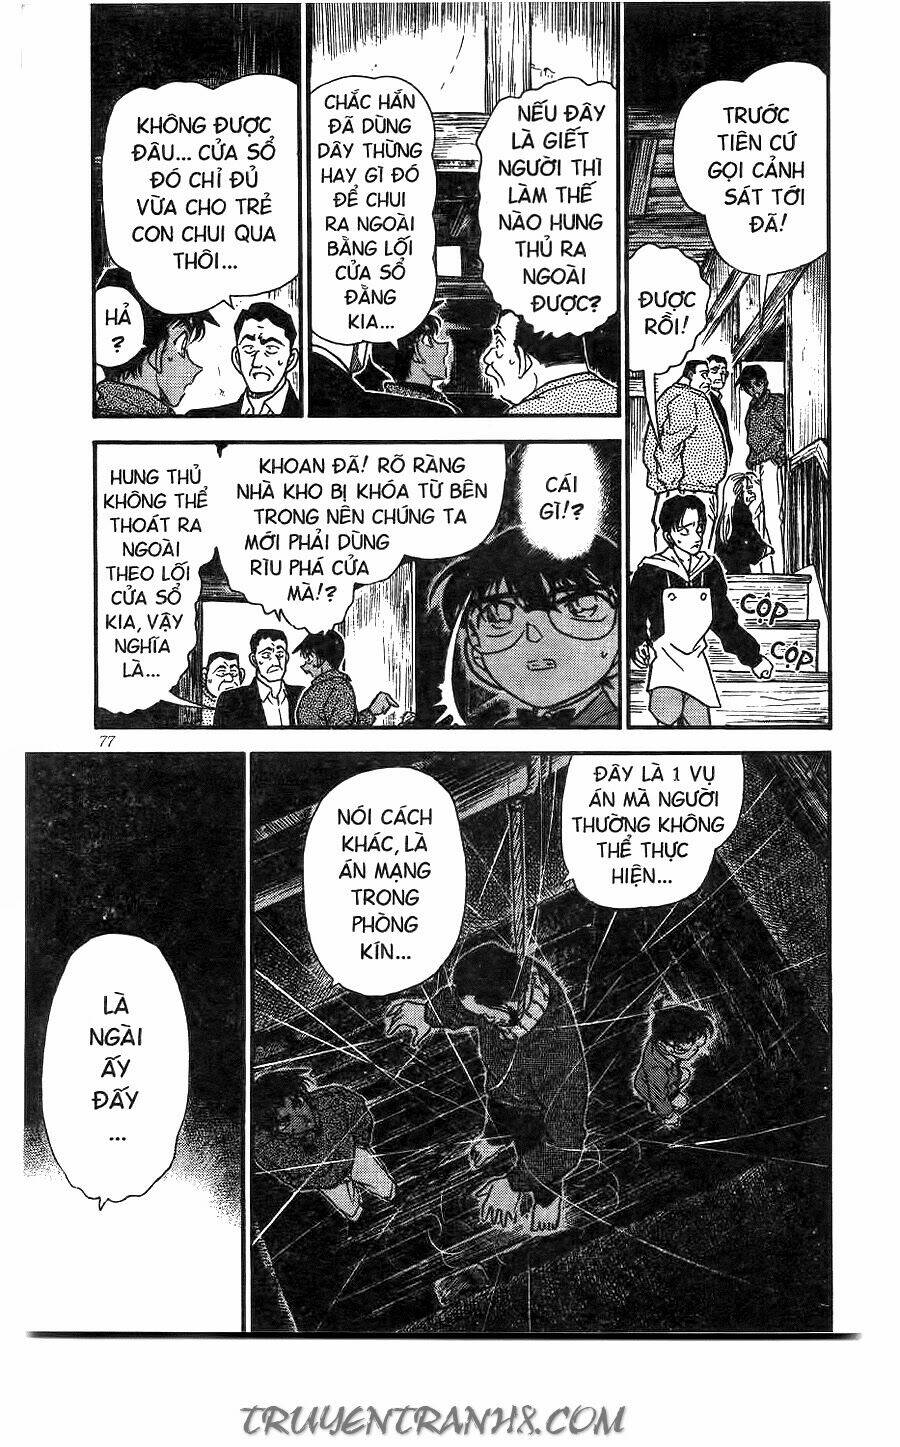 TRƯỚC
TIÊN CỨ
GỌI CẢNH
SÁT TỚI
ĐÃ!
ĐƯỢC
RỒI!
CỘP
CỘP
NẾU ĐÂY
LÀ GIẾT
NGƯỜI THÌ
LÀM THẾ
NÀO HUNG
THỦ RA
NGOÀI
ĐƯỢC?
CHẮC HẲN
ĐÃ DÙNG
DÂY THỪNG
HAY GÌ ĐÓ
ĐỂ CHUI
RA NGOÀI
BẰNG LỐI
CỬA SỔ
ĐẰNG
KIA...
KHÔNG ĐƯỢC
ĐÂU... CỬA SỔ
ĐÓ CHỈ ĐỦ
VỪA CHO TRẺ
CON CHUI QUA
THÔI...
HẢ
?
CÁI
GÌ!?
KHOAN ĐÃ! RÕ RÀNG
NHÀ KHO BỊ KHÓA TỪ BÊN
TRONG NÊN CHÚNG TA
MỚI PHẢI DÙNG
RÌU PHÁ CỬA
MÀ!?
HUNG THỦ
KHÔNG THỂ
THOÁT RA
NGOÀI
THEO LỐI
CỬA SỔ
KIA, VẬY
NGHĨA
LÀ...
77
ĐÂY LÀ 1 VỤ
ÁN MÀ NGƯỜI
THƯỜNG KHÔNG
THỂ THỰC
HIỆN...
NÓI CÁCH
KHÁC, LÀ
ÁN MẠNG
TRONG
PHÒNG
KÍN...
LÀ
NGÀI
ẤY
ĐẤY
...
TRUYENTRANH8.COM